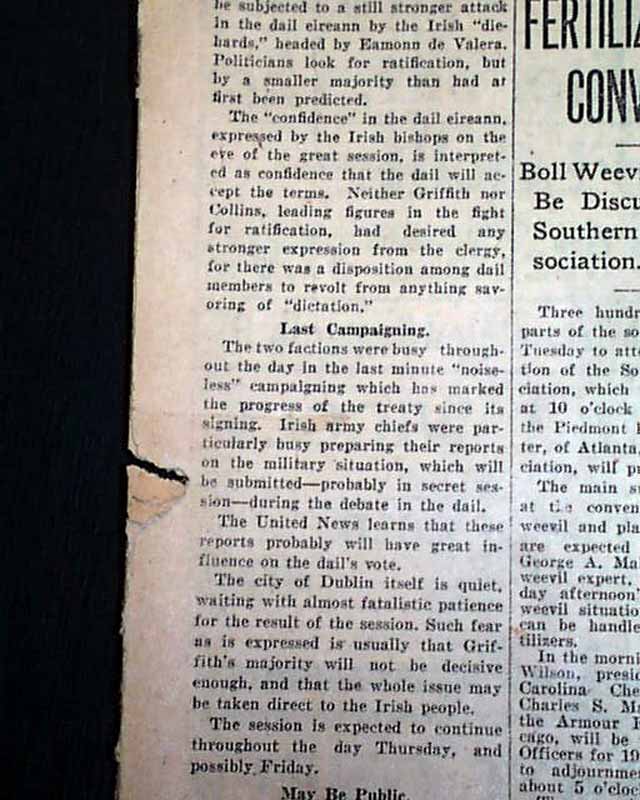 be subjected to a still stronger attack
in the dail eireann by the Irish "die-
hards," headed by Eamonn de Valera.
Politicians look for ratification, but
by a smaller majority than had at
first been predicted.
The "confidence" in the dail eireann,
expressed by the Irish bishops on the
eve of the great session, is interpret-
ed as confidence that the dail will ac-
cept the terms. Neither Griffith nor
Collins, leading figures in the fight
for ratification, had desired any
stronger expression from the clergy,
for there was a disposition among dail
members to revolt from anything sav-
oring of "dictation."
Last Campaigning.
The two factions were busy through-
out the day in the last minute "noise-
less" campaigning which has marked
the progress of the treaty since its
signing. Irish army chiefs were par-
ticularly busy preparing their reports
on the military situation, which will
be submitted—probably in secret ses-
sion—during the debate in the dail.
The United News learns that these
reports probably will have great in-
fluence on the dail's vote.
The city of Dublin itself is quiet,
waiting with almost fatalistic patience
for the result of the session. Such fear
as is expressed is usually that Grif-
fith's majority will not be decisive
enough, and that the whole issue may
be taken direct to the Irish people.
The session is expected to continue
throughout the day Thursday, and
possibly Friday.
May Be Public.
FERTILIZ
CONV
Boll Weev
Be Discu
Southern
sociation.
Three hundr
parts of the so
Tuesday to atte
tion of the So
ciation, which
at 10 o'clock
the Piedmont
ter, of Atlanta,
ciation, will pr
The main su
at the conven
weevil and pla
are expected
George A. Mal
weevil expert,
day afternoon'
weevil situatio
can be handle
tilizers.
In the morni
Wilson, presid
Carolina Che
Charles S. Ma
the Armour F
cago, will be
Officers for 19
to adjournme
about 5 o'cloc